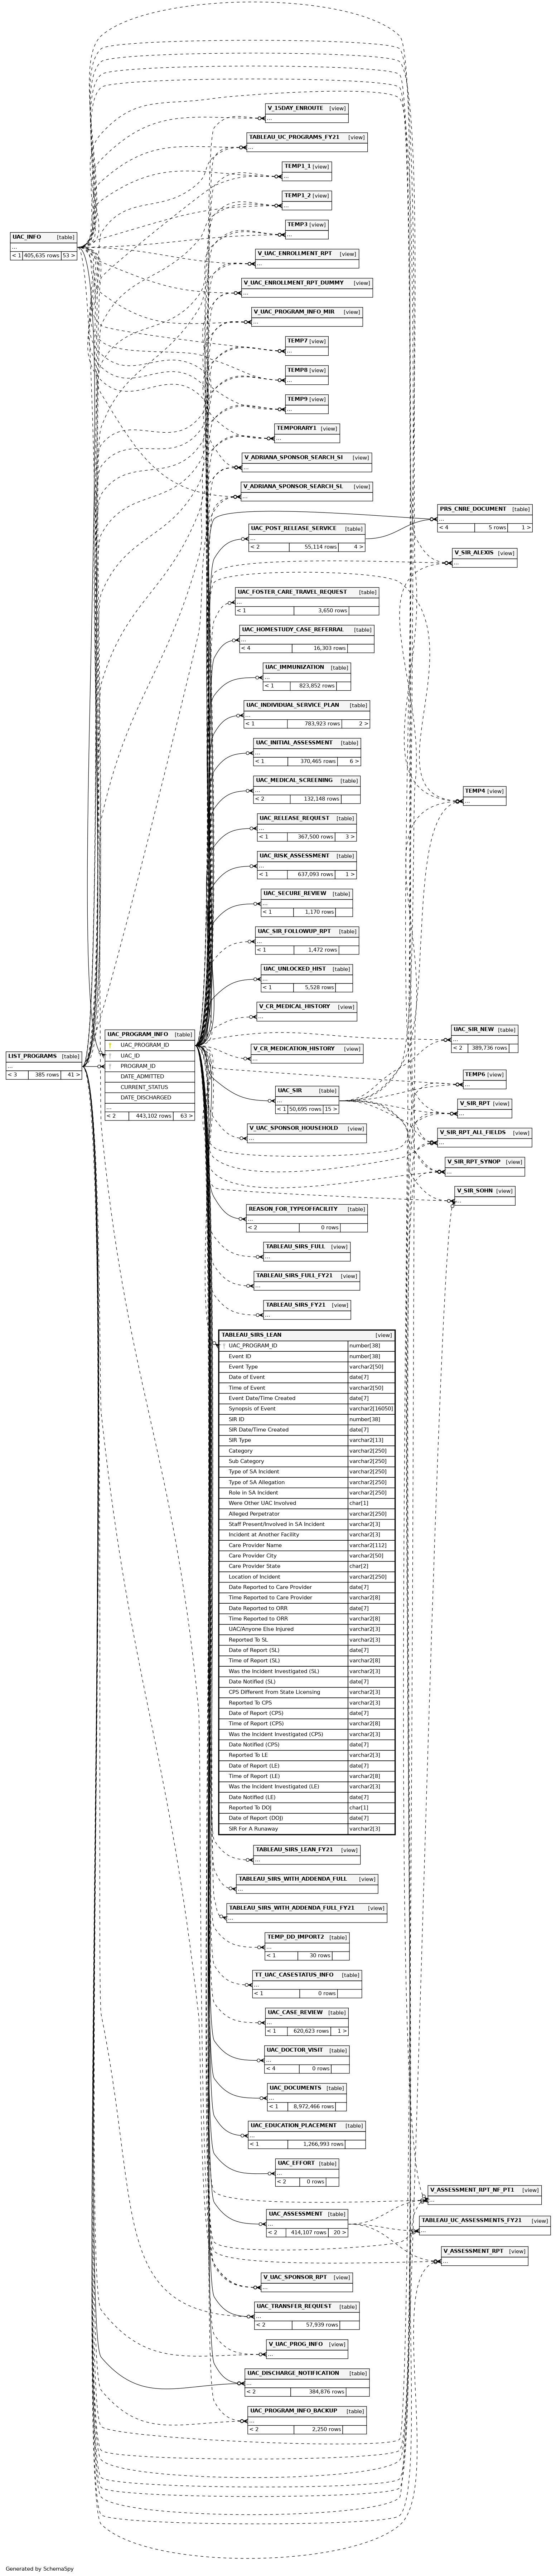 V_15DAY_ENROUTE [view]
...
TABLEAU_UC_PROGRAMS_FY21 [view]
...
TEMP1_1 [view]
...
TEMP1_2 [view]
...
TEMP3 [view]
...
UAC_INFO [table]
...
< 1 405,635 rows 53 >
V_UAC_ENROLLMENT_RPT [view]
...
V_UAC_ENROLLMENT_RPT_DUMMY [view]
...
V_UAC_PROGRAM_INFO_MIR [view]
...
TEMP7 [view]
...
TEMP8 [view]
...
TEMP9 [view]
...
TEMPORARY1 [view]
...
V_ADRIANA_SPONSOR_SEARCH_SI [view]
...
V_ADRIANA_SPONSOR_SEARCH_SL [view]
...
PRS_CNRE_DOCUMENT [table]
...
< 4 5 rows 1 >
UAC_POST_RELEASE_SERVICE [table]
...
< 2 55,114 rows 4 >
V_SIR_ALEXIS [view]
...
UAC_FOSTER_CARE_TRAVEL_REQUEST [table]
...
< 1 3,650 rows
UAC_HOMESTUDY_CASE_REFERRAL [table]
...
< 4 16,303 rows
UAC_IMMUNIZATION [table]
...
< 1 823,852 rows
UAC_INDIVIDUAL_SERVICE_PLAN [table]
...
< 1 783,923 rows 2 >
UAC_INITIAL_ASSESSMENT [table]
...
< 1 370,465 rows 6 >
UAC_MEDICAL_SCREENING [table]
...
< 2 132,148 rows
TEMP4 [view]
...
UAC_RELEASE_REQUEST [table]
...
< 1 367,500 rows 3 >
UAC_RISK_ASSESSMENT [table]
...
< 1 637,093 rows 1 >
UAC_SECURE_REVIEW [table]
...
< 1 1,170 rows
UAC_SIR_FOLLOWUP_RPT [table]
...
< 1 1,472 rows
UAC_UNLOCKED_HIST [table]
...
< 1 5,528 rows
V_CR_MEDICAL_HISTORY [view]
...
UAC_PROGRAM_INFO [table]
UAC_PROGRAM_ID
UAC_ID
PROGRAM_ID
DATE_ADMITTED
CURRENT_STATUS
DATE_DISCHARGED
...
< 2 443,102 rows 63 >
LIST_PROGRAMS [table]
...
< 3 385 rows 41 >
UAC_SIR_NEW [table]
...
< 2 389,736 rows
V_CR_MEDICATION_HISTORY [view]
...
TEMP6 [view]
...
UAC_SIR [table]
...
< 1 50,695 rows 15 >
V_SIR_RPT [view]
...
V_UAC_SPONSOR_HOUSEHOLD [view]
...
V_SIR_RPT_ALL_FIELDS [view]
...
V_SIR_RPT_SYNOP [view]
...
V_SIR_SOHN [view]
...
REASON_FOR_TYPEOFFACILITY [table]
...
< 2 0 rows
TABLEAU_SIRS_FULL [view]
...
TABLEAU_SIRS_FULL_FY21 [view]
...
TABLEAU_SIRS_FY21 [view]
...
TABLEAU_SIRS_LEAN [view]
UAC_PROGRAM_ID number[38]
Event ID number[38]
Event Type varchar2[50]
Date of Event date[7]
Time of Event varchar2[50]
Event Date/Time Created date[7]
Synopsis of Event varchar2[16050]
SIR ID number[38]
SIR Date/Time Created date[7]
SIR Type varchar2[13]
Category varchar2[250]
Sub Category varchar2[250]
Type of SA Incident varchar2[250]
Type of SA Allegation varchar2[250]
Role in SA Incident varchar2[250]
Were Other UAC Involved char[1]
Alleged Perpetrator varchar2[250]
Staff Present/Involved in SA Incident varchar2[3]
Incident at Another Facility varchar2[3]
Care Provider Name varchar2[112]
Care Provider City varchar2[50]
Care Provider State char[2]
Location of Incident varchar2[250]
Date Reported to Care Provider date[7]
Time Reported to Care Provider varchar2[8]
Date Reported to ORR date[7]
Time Reported to ORR varchar2[8]
UAC/Anyone Else Injured varchar2[3]
Reported To SL varchar2[3]
Date of Report (SL) date[7]
Time of Report (SL) varchar2[8]
Was the Incident Investigated (SL) varchar2[3]
Date Notified (SL) date[7]
CPS Different From State Licensing varchar2[3]
Reported To CPS varchar2[3]
Date of Report (CPS) date[7]
Time of Report (CPS) varchar2[8]
Was the Incident Investigated (CPS) varchar2[3]
Date Notified (CPS) date[7]
Reported To LE varchar2[3]
Date of Report (LE) date[7]
Time of Report (LE) varchar2[8]
Was the Incident Investigated (LE) varchar2[3]
Date Notified (LE) date[7]
Reported To DOJ char[1]
Date of Report (DOJ) date[7]
SIR For A Runaway varchar2[3]
TABLEAU_SIRS_LEAN_FY21 [view]
...
TABLEAU_SIRS_WITH_ADDENDA_FULL [view]
...
TABLEAU_SIRS_WITH_ADDENDA_FULL_FY21 [view]
...
TEMP_DD_IMPORT2 [table]
...
< 1 30 rows
TT_UAC_CASESTATUS_INFO [table]
...
< 1 0 rows
UAC_CASE_REVIEW [table]
...
< 1 620,623 rows 1 >
UAC_DOCTOR_VISIT [table]
...
< 4 0 rows
UAC_DOCUMENTS [table]
...
< 1 8,972,466 rows
UAC_EDUCATION_PLACEMENT [table]
...
< 1 1,266,993 rows
UAC_EFFORT [table]
...
< 2 0 rows
V_ASSESSMENT_RPT_NF_PT1 [view]
...
UAC_ASSESSMENT [table]
...
< 2 414,107 rows 20 >
TABLEAU_UC_ASSESSMENTS_FY21 [view]
...
V_ASSESSMENT_RPT [view]
...
V_UAC_SPONSOR_RPT [view]
...
UAC_TRANSFER_REQUEST [table]
...
< 2 57,939 rows
V_UAC_PROG_INFO [view]
...
UAC_DISCHARGE_NOTIFICATION [table]
...
< 2 384,876 rows
UAC_PROGRAM_INFO_BACKUP [table]
...
< 2 2,250 rows
Generated by SchemaSpy